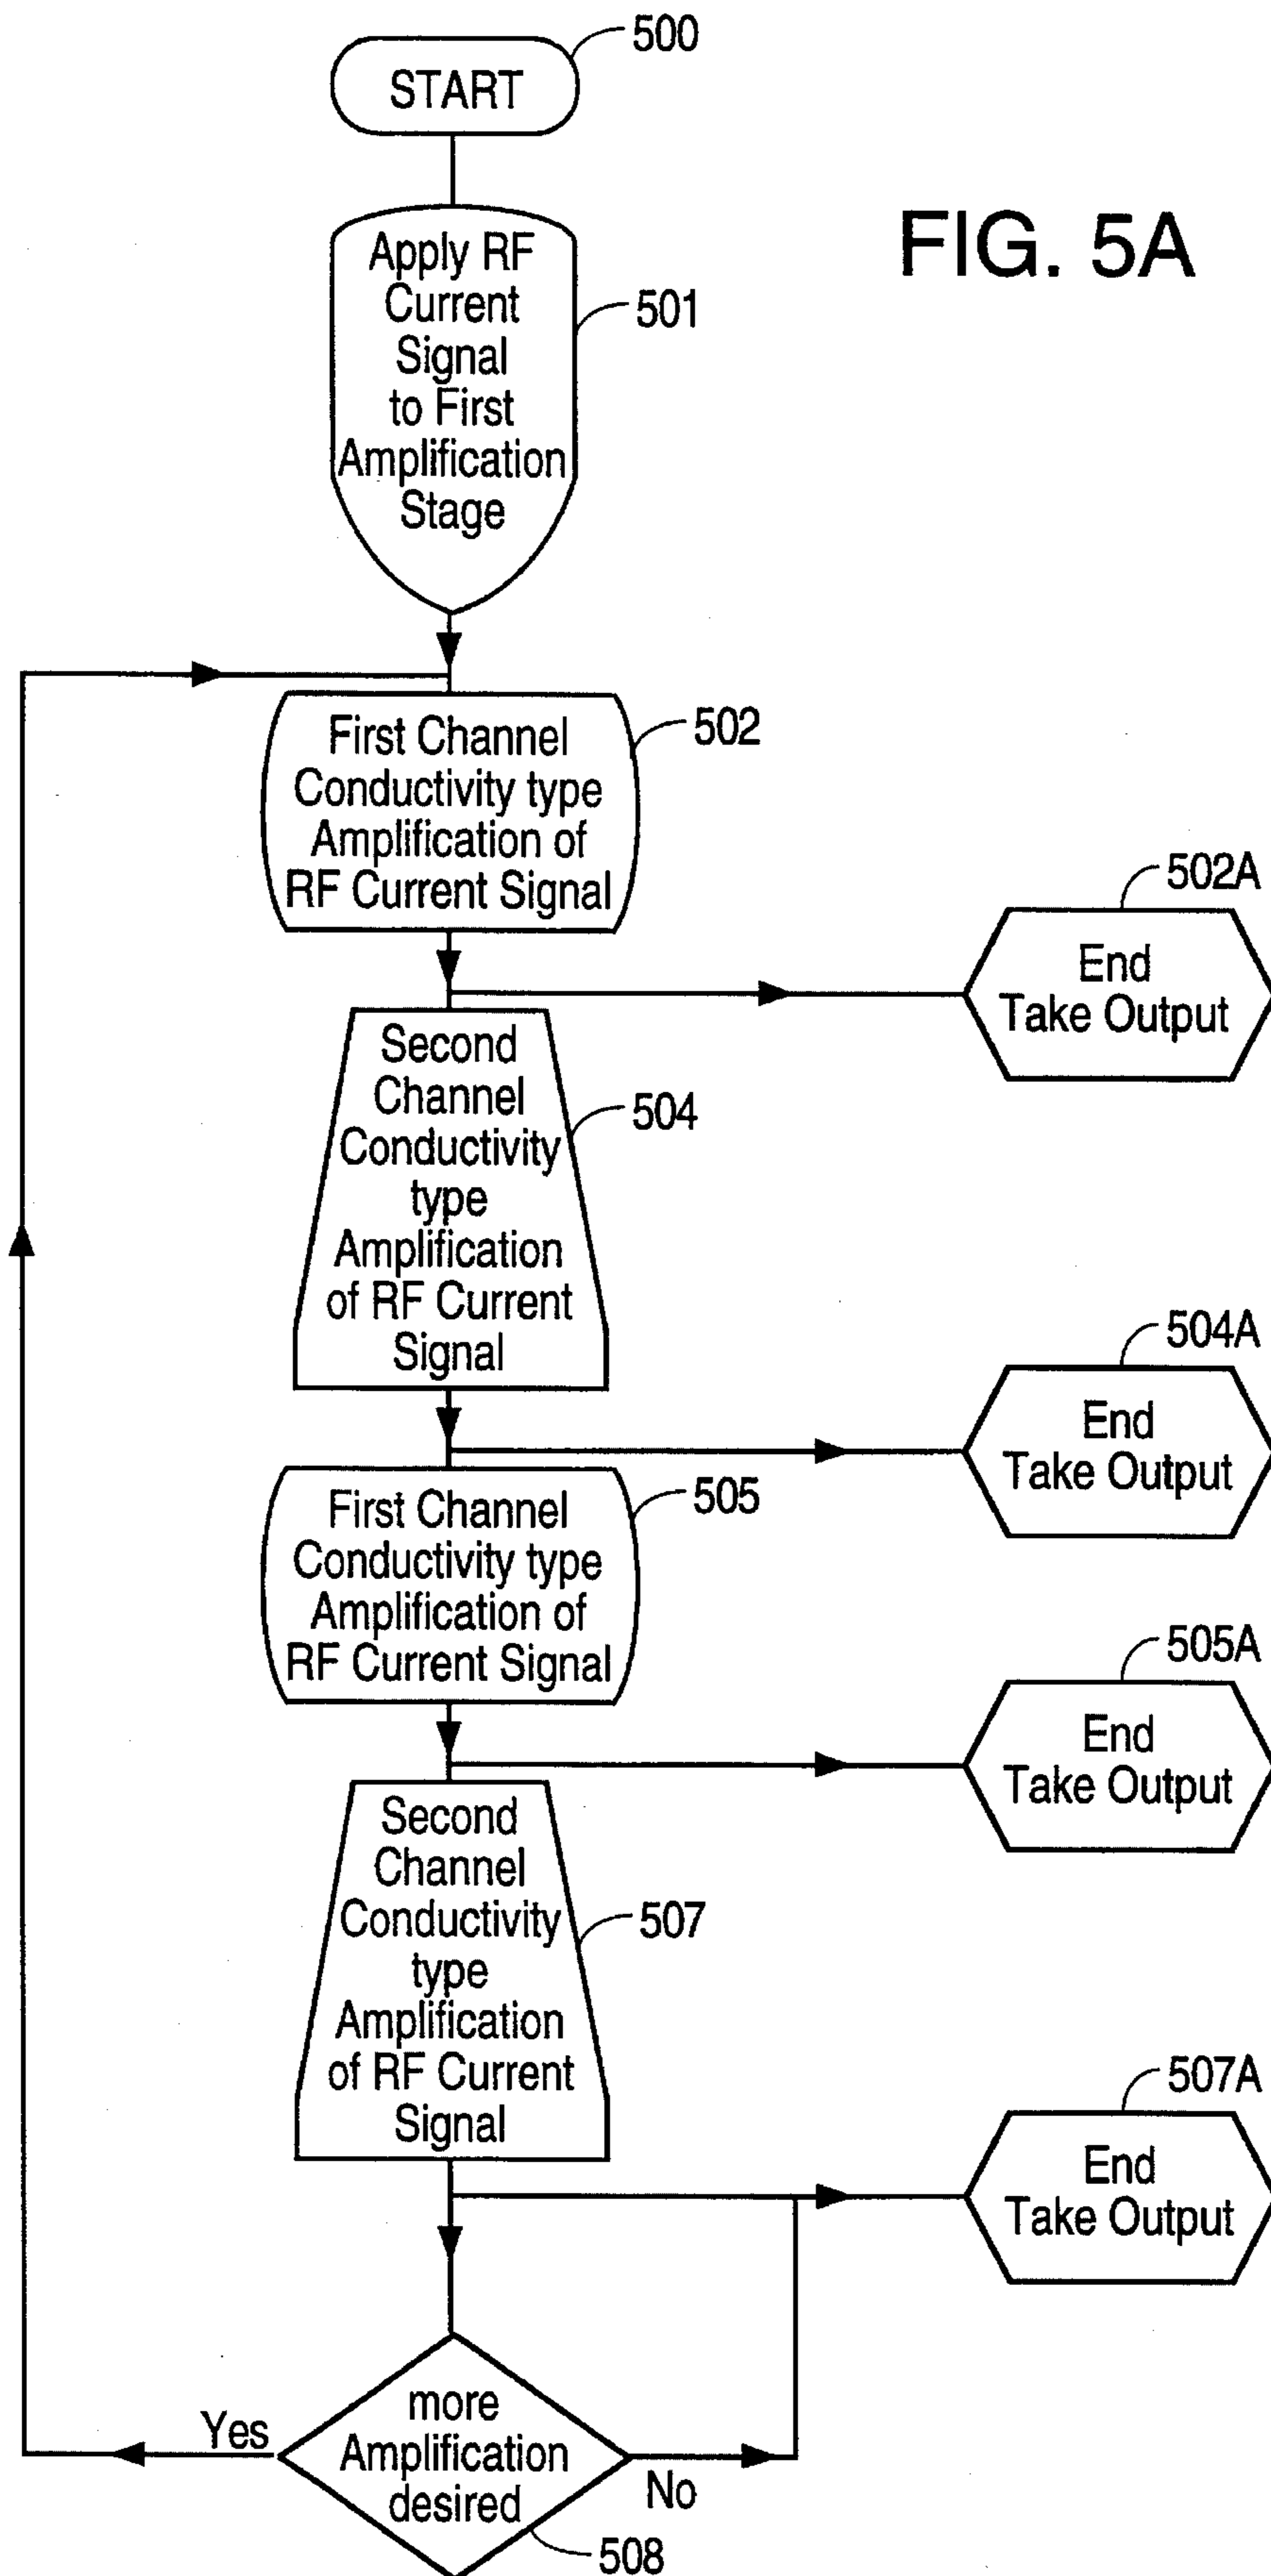 500
START
FIG. 5A
Apply RF
Current
Signal
to First
Amplification
Stage
501
First Channel
Conductivity type
Amplification of
RF Current Signal
502
502A
End
Take Output
Second
Channel
Conductivity
type
Amplification
of RF Current
Signal
504
504A
End
Take Output
First Channel
Conductivity type
Amplification of
RF Current Signal
505
505A
End
Take Output
Second
Channel
Conductivity
type
Amplification
of RF Current
Signal
507
507A
End
Take Output
Yes
more
Amplification
desired
No
508